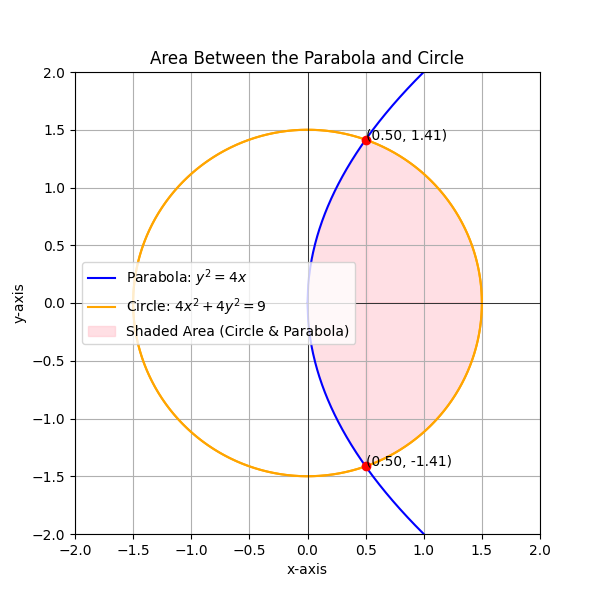 Area Between the Parabola and Circle
2.0
1.5
1.0
0.5
0.0
−0.5
−1.0
−1.5
−2.0
y-axis
(0.50, 1.41)
Parabola: y² = 4x
Circle: 4x² + 4y² = 9
Shaded Area (Circle & Parabola)
(0.50, -1.41)
−2.0 −1.5 −1.0 −0.5 0.0 0.5 1.0 1.5 2.0
x-axis